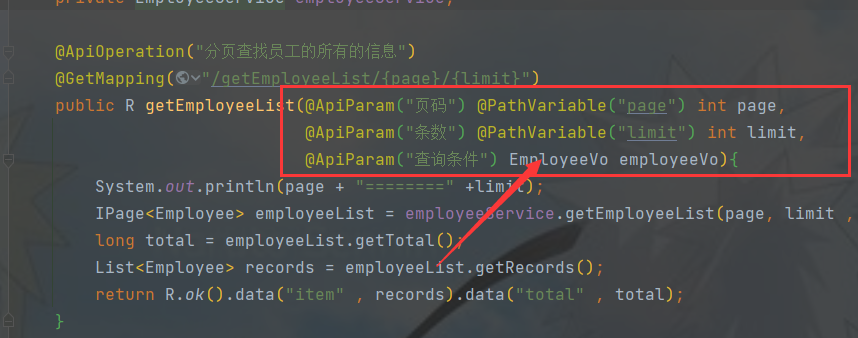 private EmployeeService employeeService;
@ApiOperation("分页查找员工的所有的信息")
@GetMapping("/getEmployeeList/{page}/{limit}")
public R getEmployeeList(@ApiParam("页码") @PathVariable("page") int page,
@ApiParam("条数") @PathVariable("limit") int limit,
@ApiParam("查询条件") EmployeeVo employeeVo){
System.out.println(page + "========" +limit);
IPage<Employee> employeeList = employeeService.getEmployeeList(page, limit ,
long total = employeeList.getTotal();
List<Employee> records = employeeList.getRecords();
return R.ok().data("item" , records).data("total" , total);
}